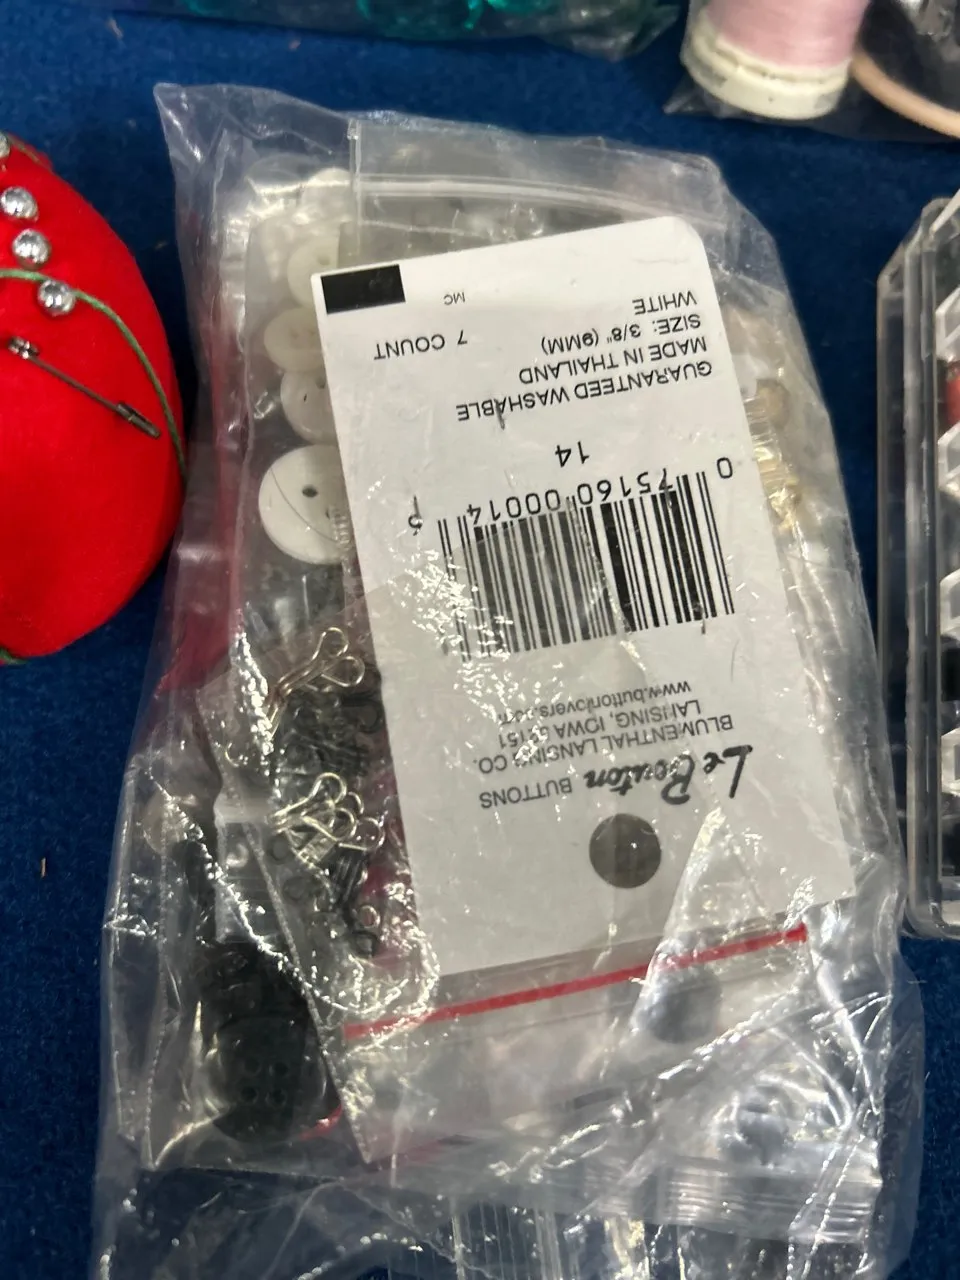 Le Bouton BUTTONS
BLUMENTHAL LANSING CO.
LANSING, IOWA 52151
www.buttonlovers.com
0 75160 00014 5
14
GUARANTEED WASHABLE
MADE IN THAILAND
SIZE: 3/8" (9MM)
WHITE
7 COUNT
MC